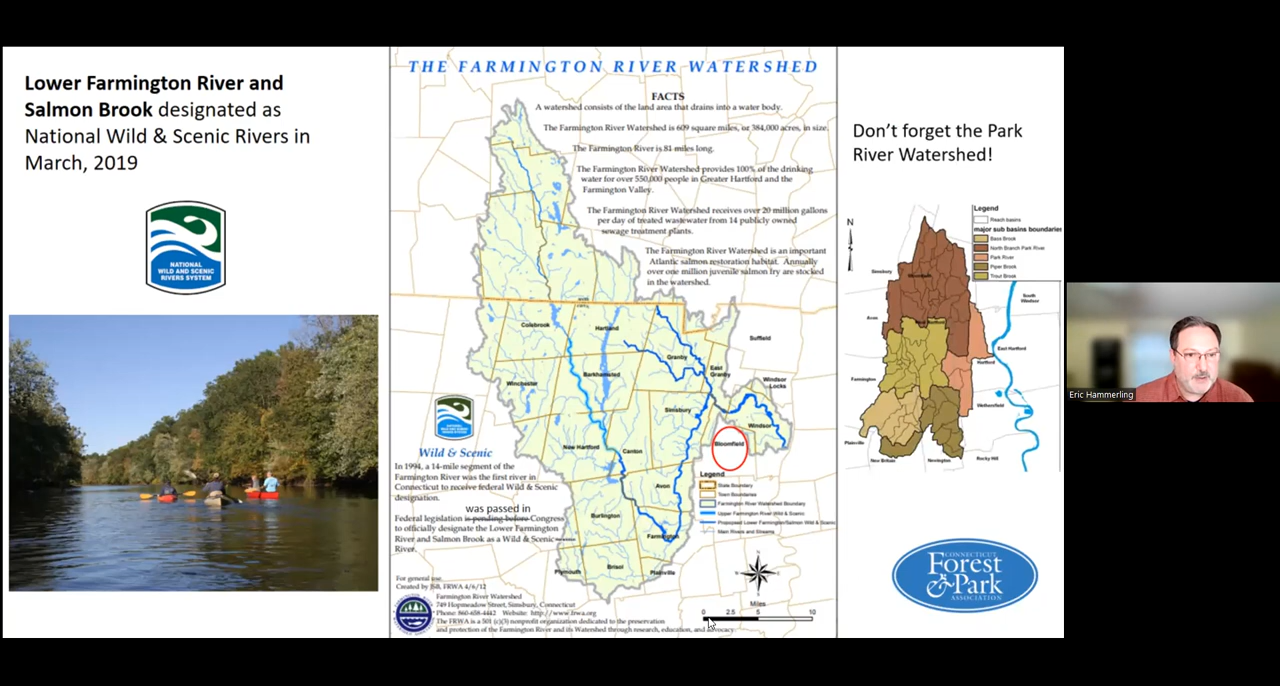 Lower Farmington River and
Salmon Brook designated as
National Wild & Scenic Rivers in
March, 2019
NATIONAL
WILD AND SCENIC
RIVERS SYSTEM
THE FARMINGTON RIVER WATERSHED
FACTS
A watershed consists of the land area that drains into a water body.
The Farmington River Watershed is 609 square miles, or 384,000 acres, in size.
The Farmington River is 81 miles long.
The Farmington River Watershed provides 100% of the drinking
water for over 550,000 people in Greater Hartford and the
Farmington Valley.
The Farmington River Watershed receives over 20 million gallons
per day of treated wastewater from 14 publicly owned
sewage treatment plants.
The Farmington River Watershed is an important
Atlantic salmon restoration habitat. Annually
over one million juvenile salmon fry are stocked
in the watershed.
Colebrook
Hartland
Suffield
Granby
East
Granby
Barkhamsted
Winchester
Windsor
Locks
Simsbury
Windsor
Bloomfield
New Hartford
Canton
Avon
Burlington
Farmington
Plymouth
Brisol
Plainville
Wild & Scenic
In 1994, a 14-mile segment of the
Farmington River was the first river in
Connecticut to receive federal Wild & Scenic
designation.
was passed in
Federal legislation is pending before Congress
to officially designate the Lower Farmington
River and Salmon Brook as a Wild & Scenic
River.
Legend
State Boundary
Town Boundaries
Farmington River Watershed Boundary
Upper Farmington River Wild & Scenic
Proposed Lower Farmington/Salmon Wild & Scenic
Main Rivers and Streams
Miles
0 2.5 5 10
For general use.
Created by JSB, FRWA 4/6/12
Farmington River Watershed
749 Hopmeadow Street, Simsbury, Connecticut
Phone: 860-658-4442 Website: http://www.frwa.org
The FRWA is a 501 (c)(3) nonprofit organization dedicated to the preservation
and protection of the Farmington River and its Watershed through research, education, and advocacy
Don’t forget the Park
River Watershed!
N
Legend
Reach basins
major sub basins boundaries
Bass Brook
North Branch Park River
Park River
Piper Brook
Trout Brook
Simsbury
South
Windsor
Avon
East Hartford
Hartford
Farmington
Wethersfield
Plainville
New Britain
Newington
Rocky Hill
CONNECTICUT
Forest
& Park
ASSOCIATION
Eric Hammerling